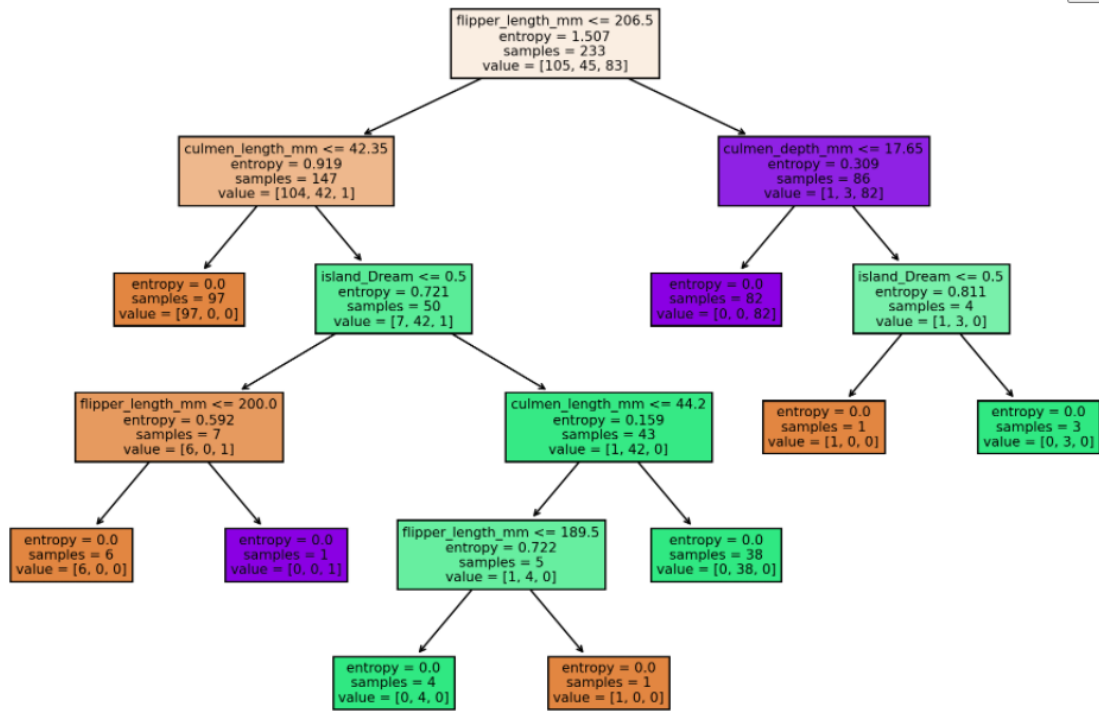 flipper_length_mm <= 206.5
entropy = 1.507
samples = 233
value = [105, 45, 83]
culmen_length_mm <= 42.35
entropy = 0.919
samples = 147
value = [104, 42, 1]
culmen_depth_mm <= 17.65
entropy = 0.309
samples = 86
value = [1, 3, 82]
entropy = 0.0
samples = 97
value = [97, 0, 0]
island_Dream <= 0.5
entropy = 0.721
samples = 50
value = [7, 42, 1]
entropy = 0.0
samples = 82
value = [0, 0, 82]
island_Dream <= 0.5
entropy = 0.811
samples = 4
value = [1, 3, 0]
flipper_length_mm <= 200.0
entropy = 0.592
samples = 7
value = [6, 0, 1]
culmen_length_mm <= 44.2
entropy = 0.159
samples = 43
value = [1, 42, 0]
entropy = 0.0
samples = 1
value = [1, 0, 0]
entropy = 0.0
samples = 3
value = [0, 3, 0]
entropy = 0.0
samples = 6
value = [6, 0, 0]
entropy = 0.0
samples = 1
value = [0, 0, 1]
flipper_length_mm <= 189.5
entropy = 0.722
samples = 5
value = [1, 4, 0]
entropy = 0.0
samples = 38
value = [0, 38, 0]
entropy = 0.0
samples = 4
value = [0, 4, 0]
entropy = 0.0
samples = 1
value = [1, 0, 0]